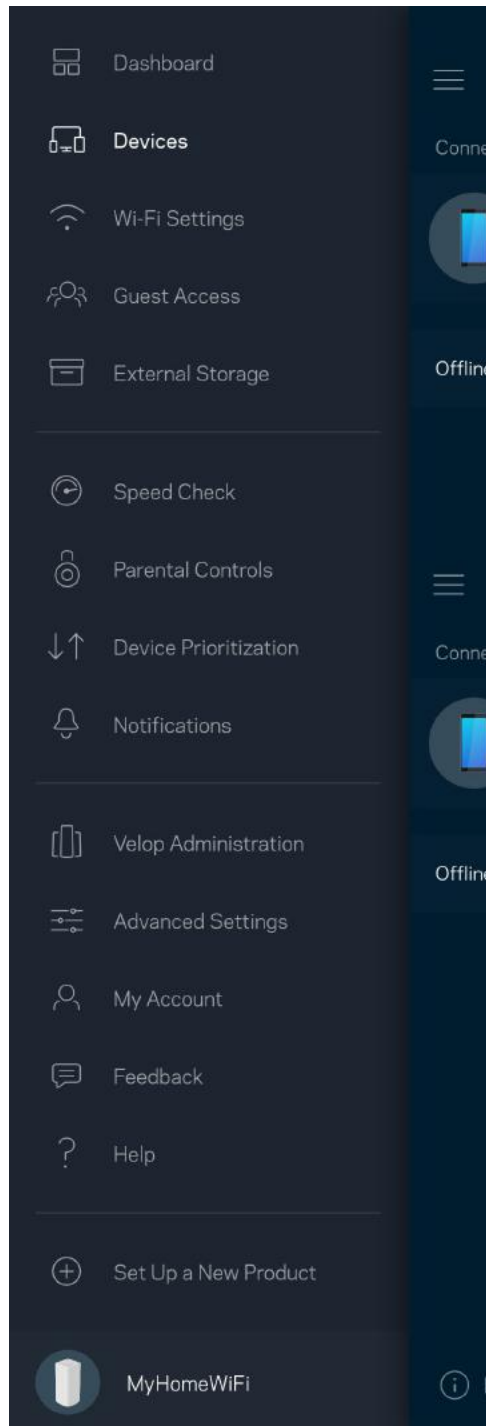 Dashboard
Devices
Wi-Fi Settings
Guest Access
External Storage
Speed Check
Parental Controls
Device Prioritization
Notifications
Velop Administration
Advanced Settings
My Account
Feedback
Help
Set Up a New Product
MyHomeWiFi